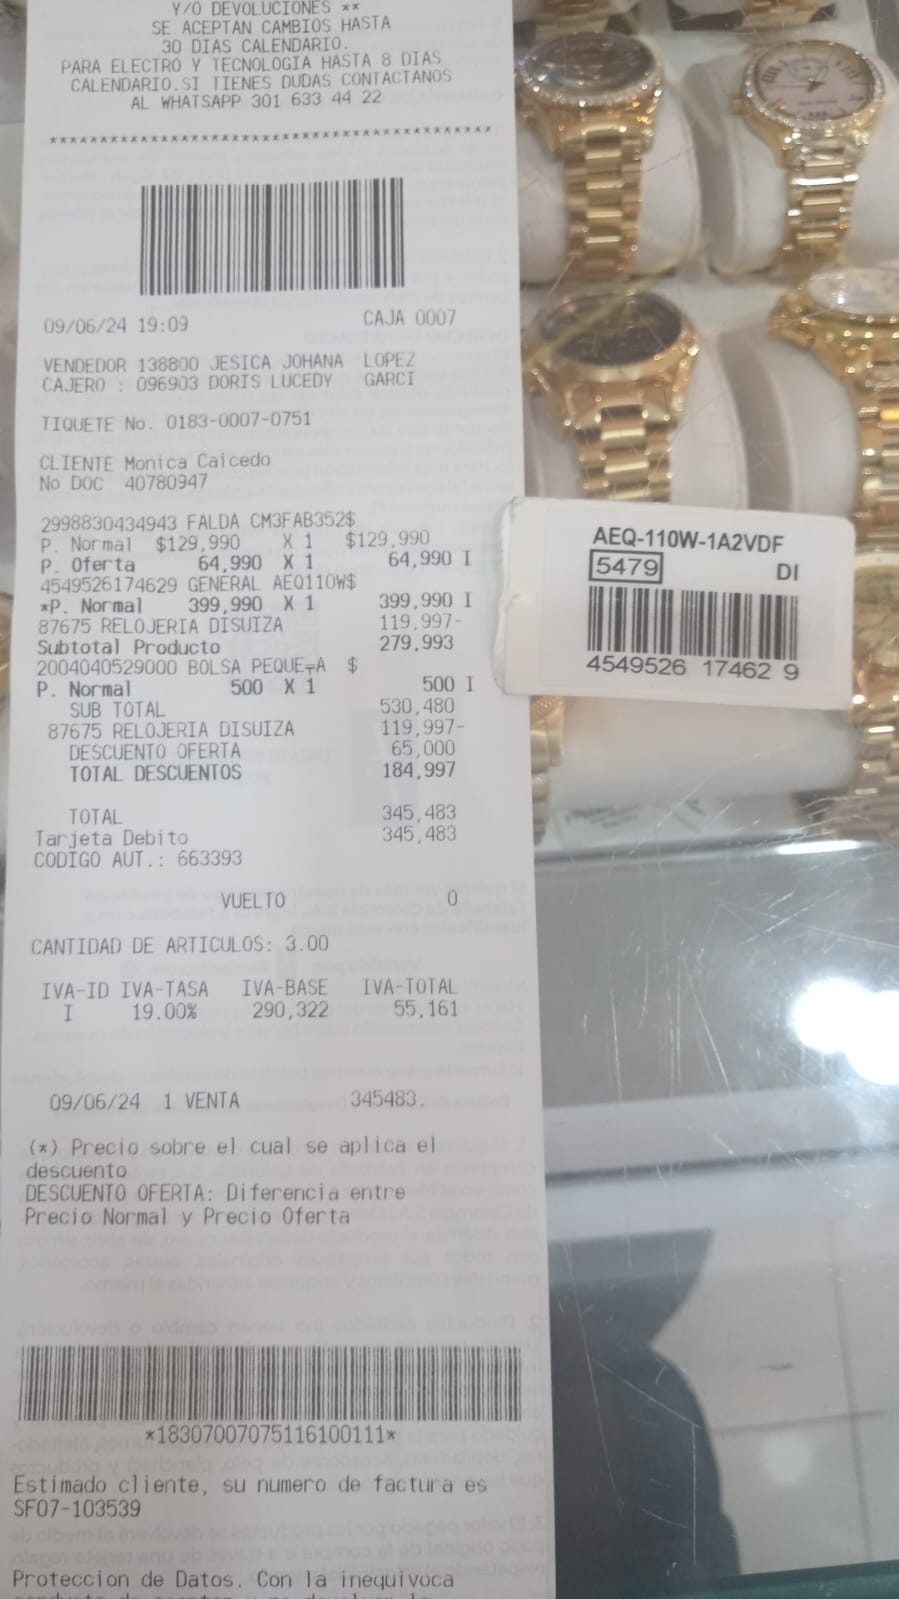 Y/O DEVOLUCIONES **
SE ACEPTAN CAMBIOS HASTA
30 DIAS CALENDARIO.
PARA ELECTRO Y TECNOLOGIA HASTA 8 DIAS
CALENDARIO.SI TIENES DUDAS CONTACTANOS
AL WHATSAPP 301 633 44 22
*******************************************
09/06/24 19:09 CAJA 0007
VENDEDOR 138800 JESICA JOHANA LOPEZ
CAJERO : 096903 DORIS LUCEDY GARCI
TIQUETE No. 0183-0007-0751
CLIENTE Monica Caicedo
No DOC 40780947
2998830434943 FALDA CM3FAB352$
P. Normal $129,990 X 1 $129,990
P. Oferta 64,990 X 1 64,990 I
4549526174629 GENERAL AEQ110W$
*P. Normal 399,990 X 1 399,990 I
87675 RELOJERIA DISUIZA 119,997-
Subtotal Producto 279,993
2004040529000 BOLSA PEQUE┬A $
P. Normal 500 X 1 500 I
SUB TOTAL 530,480
87675 RELOJERIA DISUIZA 119,997-
DESCUENTO OFERTA 65,000
TOTAL DESCUENTOS 184,997
TOTAL 345,483
Tarjeta Debito 345,483
CODIGO AUT.: 663393
VUELTO 0
CANTIDAD DE ARTICULOS: 3.00
IVA-ID IVA-TASA IVA-BASE IVA-TOTAL
I 19.00% 290,322 55,161
09/06/24 1 VENTA 345483.
(*) Precio sobre el cual se aplica el
descuento
DESCUENTO OFERTA: Diferencia entre
Precio Normal y Precio Oferta
*18307007075116100111*
Estimado cliente, su numero de factura es
SF07-103539
Proteccion de Datos. Con la inequivoca
AEQ-110W-1A2VDF
5479 DI
4549526 17462 9